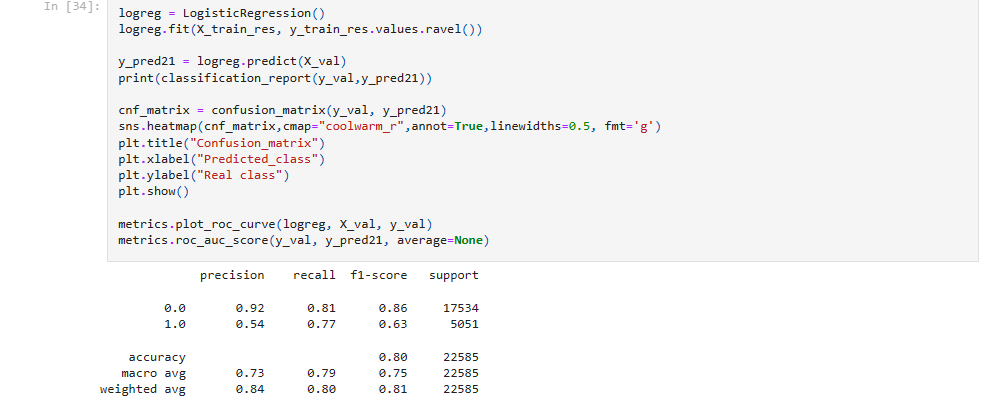 In [34]:
logreg = LogisticRegression()
logreg.fit(X_train_res, y_train_res.values.ravel())
y_pred21 = logreg.predict(X_val)
print(classification_report(y_val,y_pred21))
cnf_matrix = confusion_matrix(y_val, y_pred21)
sns.heatmap(cnf_matrix,cmap="coolwarm_r",annot=True,linewidths=0.5, fmt='g')
plt.title("Confusion_matrix")
plt.xlabel("Predicted_class")
plt.ylabel("Real class")
plt.show()
metrics.plot_roc_curve(logreg, X_val, y_val)
metrics.roc_auc_score(y_val, y_pred21, average=None)
precision recall f1-score support
0.0 0.92 0.81 0.86 17534
1.0 0.54 0.77 0.63 5051
accuracy 0.80 22585
macro avg 0.73 0.79 0.75 22585
weighted avg 0.84 0.80 0.81 22585